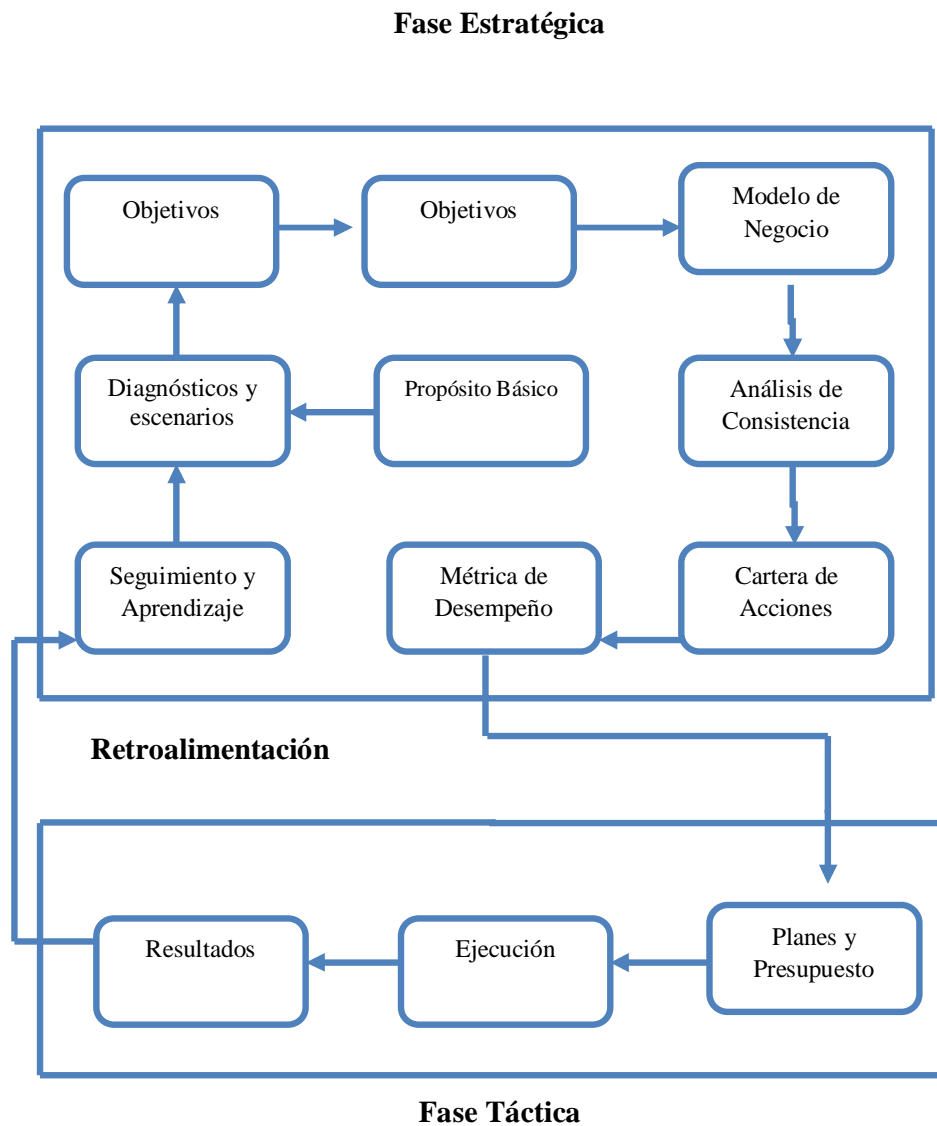 Fase Estratégica
Objetivos
Objetivos
Modelo de
Negocio
Diagnósticos y
escenarios
Propósito Básico
Análisis de
Consistencia
Seguimiento y
Aprendizaje
Métrica de
Desempeño
Cartera de
Acciones
Retroalimentación
Resultados
Ejecución
Planes y
Presupuesto
Fase Táctica